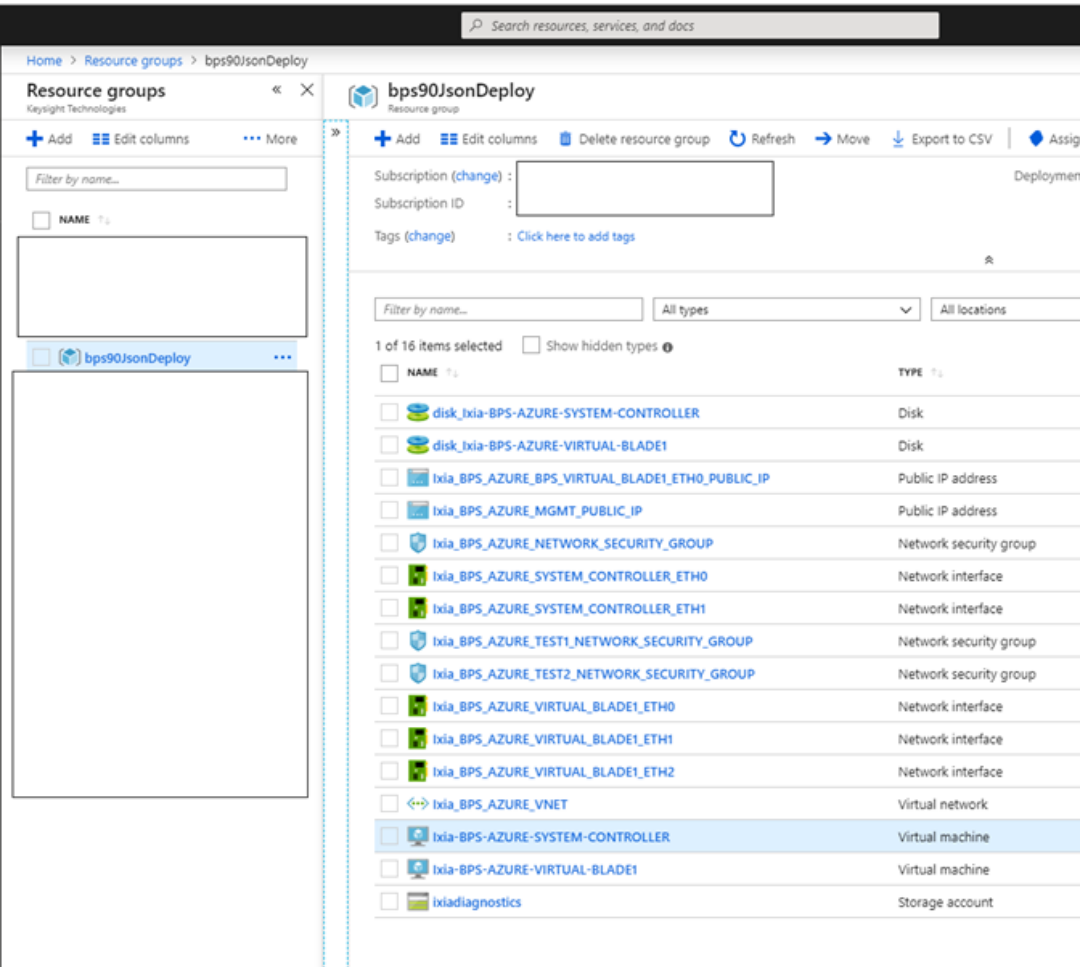 Search resources, services, and docs
Home > Resource groups > bps90JsonDeploy
Resource groups « ×
Keysight Technologies
Add Edit columns ··· More
Filter by name...
NAME
bps90JsonDeploy ···
»
bps90JsonDeploy
Resource group
Add Edit columns Delete resource group Refresh Move Export to CSV Assig
Subscription (change) : Deploymen
Subscription ID :
Tags (change) : Click here to add tags
Filter by name... All types All locations
1 of 16 items selected Show hidden types
NAME TYPE
disk_Ixia-BPS-AZURE-SYSTEM-CONTROLLER Disk
disk_Ixia-BPS-AZURE-VIRTUAL-BLADE1 Disk
Ixia_BPS_AZURE_BPS_VIRTUAL_BLADE1_ETH0_PUBLIC_IP Public IP address
Ixia_BPS_AZURE_MGMT_PUBLIC_IP Public IP address
Ixia_BPS_AZURE_NETWORK_SECURITY_GROUP Network security group
Ixia_BPS_AZURE_SYSTEM_CONTROLLER_ETH0 Network interface
Ixia_BPS_AZURE_SYSTEM_CONTROLLER_ETH1 Network interface
Ixia_BPS_AZURE_TEST1_NETWORK_SECURITY_GROUP Network security group
Ixia_BPS_AZURE_TEST2_NETWORK_SECURITY_GROUP Network security group
Ixia_BPS_AZURE_VIRTUAL_BLADE1_ETH0 Network interface
Ixia_BPS_AZURE_VIRTUAL_BLADE1_ETH1 Network interface
Ixia_BPS_AZURE_VIRTUAL_BLADE1_ETH2 Network interface
Ixia_BPS_AZURE_VNET Virtual network
Ixia-BPS-AZURE-SYSTEM-CONTROLLER Virtual machine
Ixia-BPS-AZURE-VIRTUAL-BLADE1 Virtual machine
ixiadiagnostics Storage account